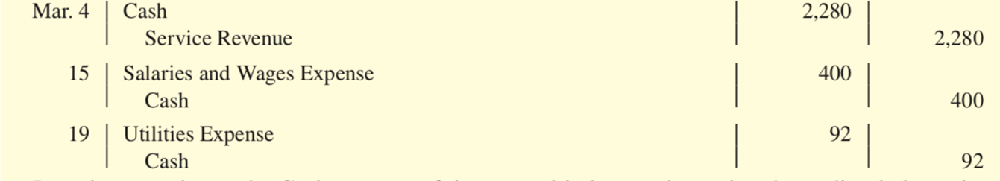 Mar. 4 Cash 2,280
Service Revenue 2,280
15 Salaries and Wages Expense 400
Cash 400
19 Utilities Expense 92
Cash 92